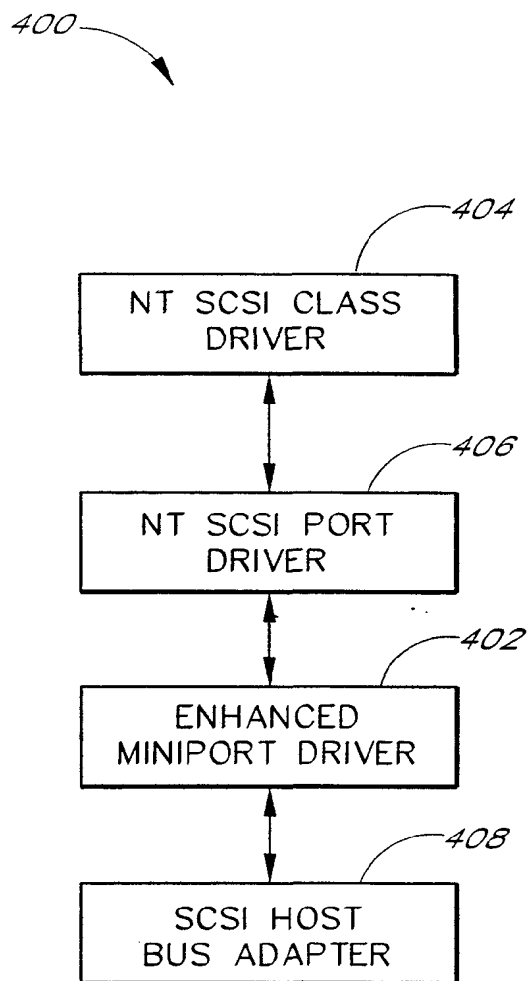 400
404
NT SCSI CLASS
DRIVER
406
NT SCSI PORT
DRIVER
402
ENHANCED
MINIPORT DRIVER
408
SCSI HOST
BUS ADAPTER